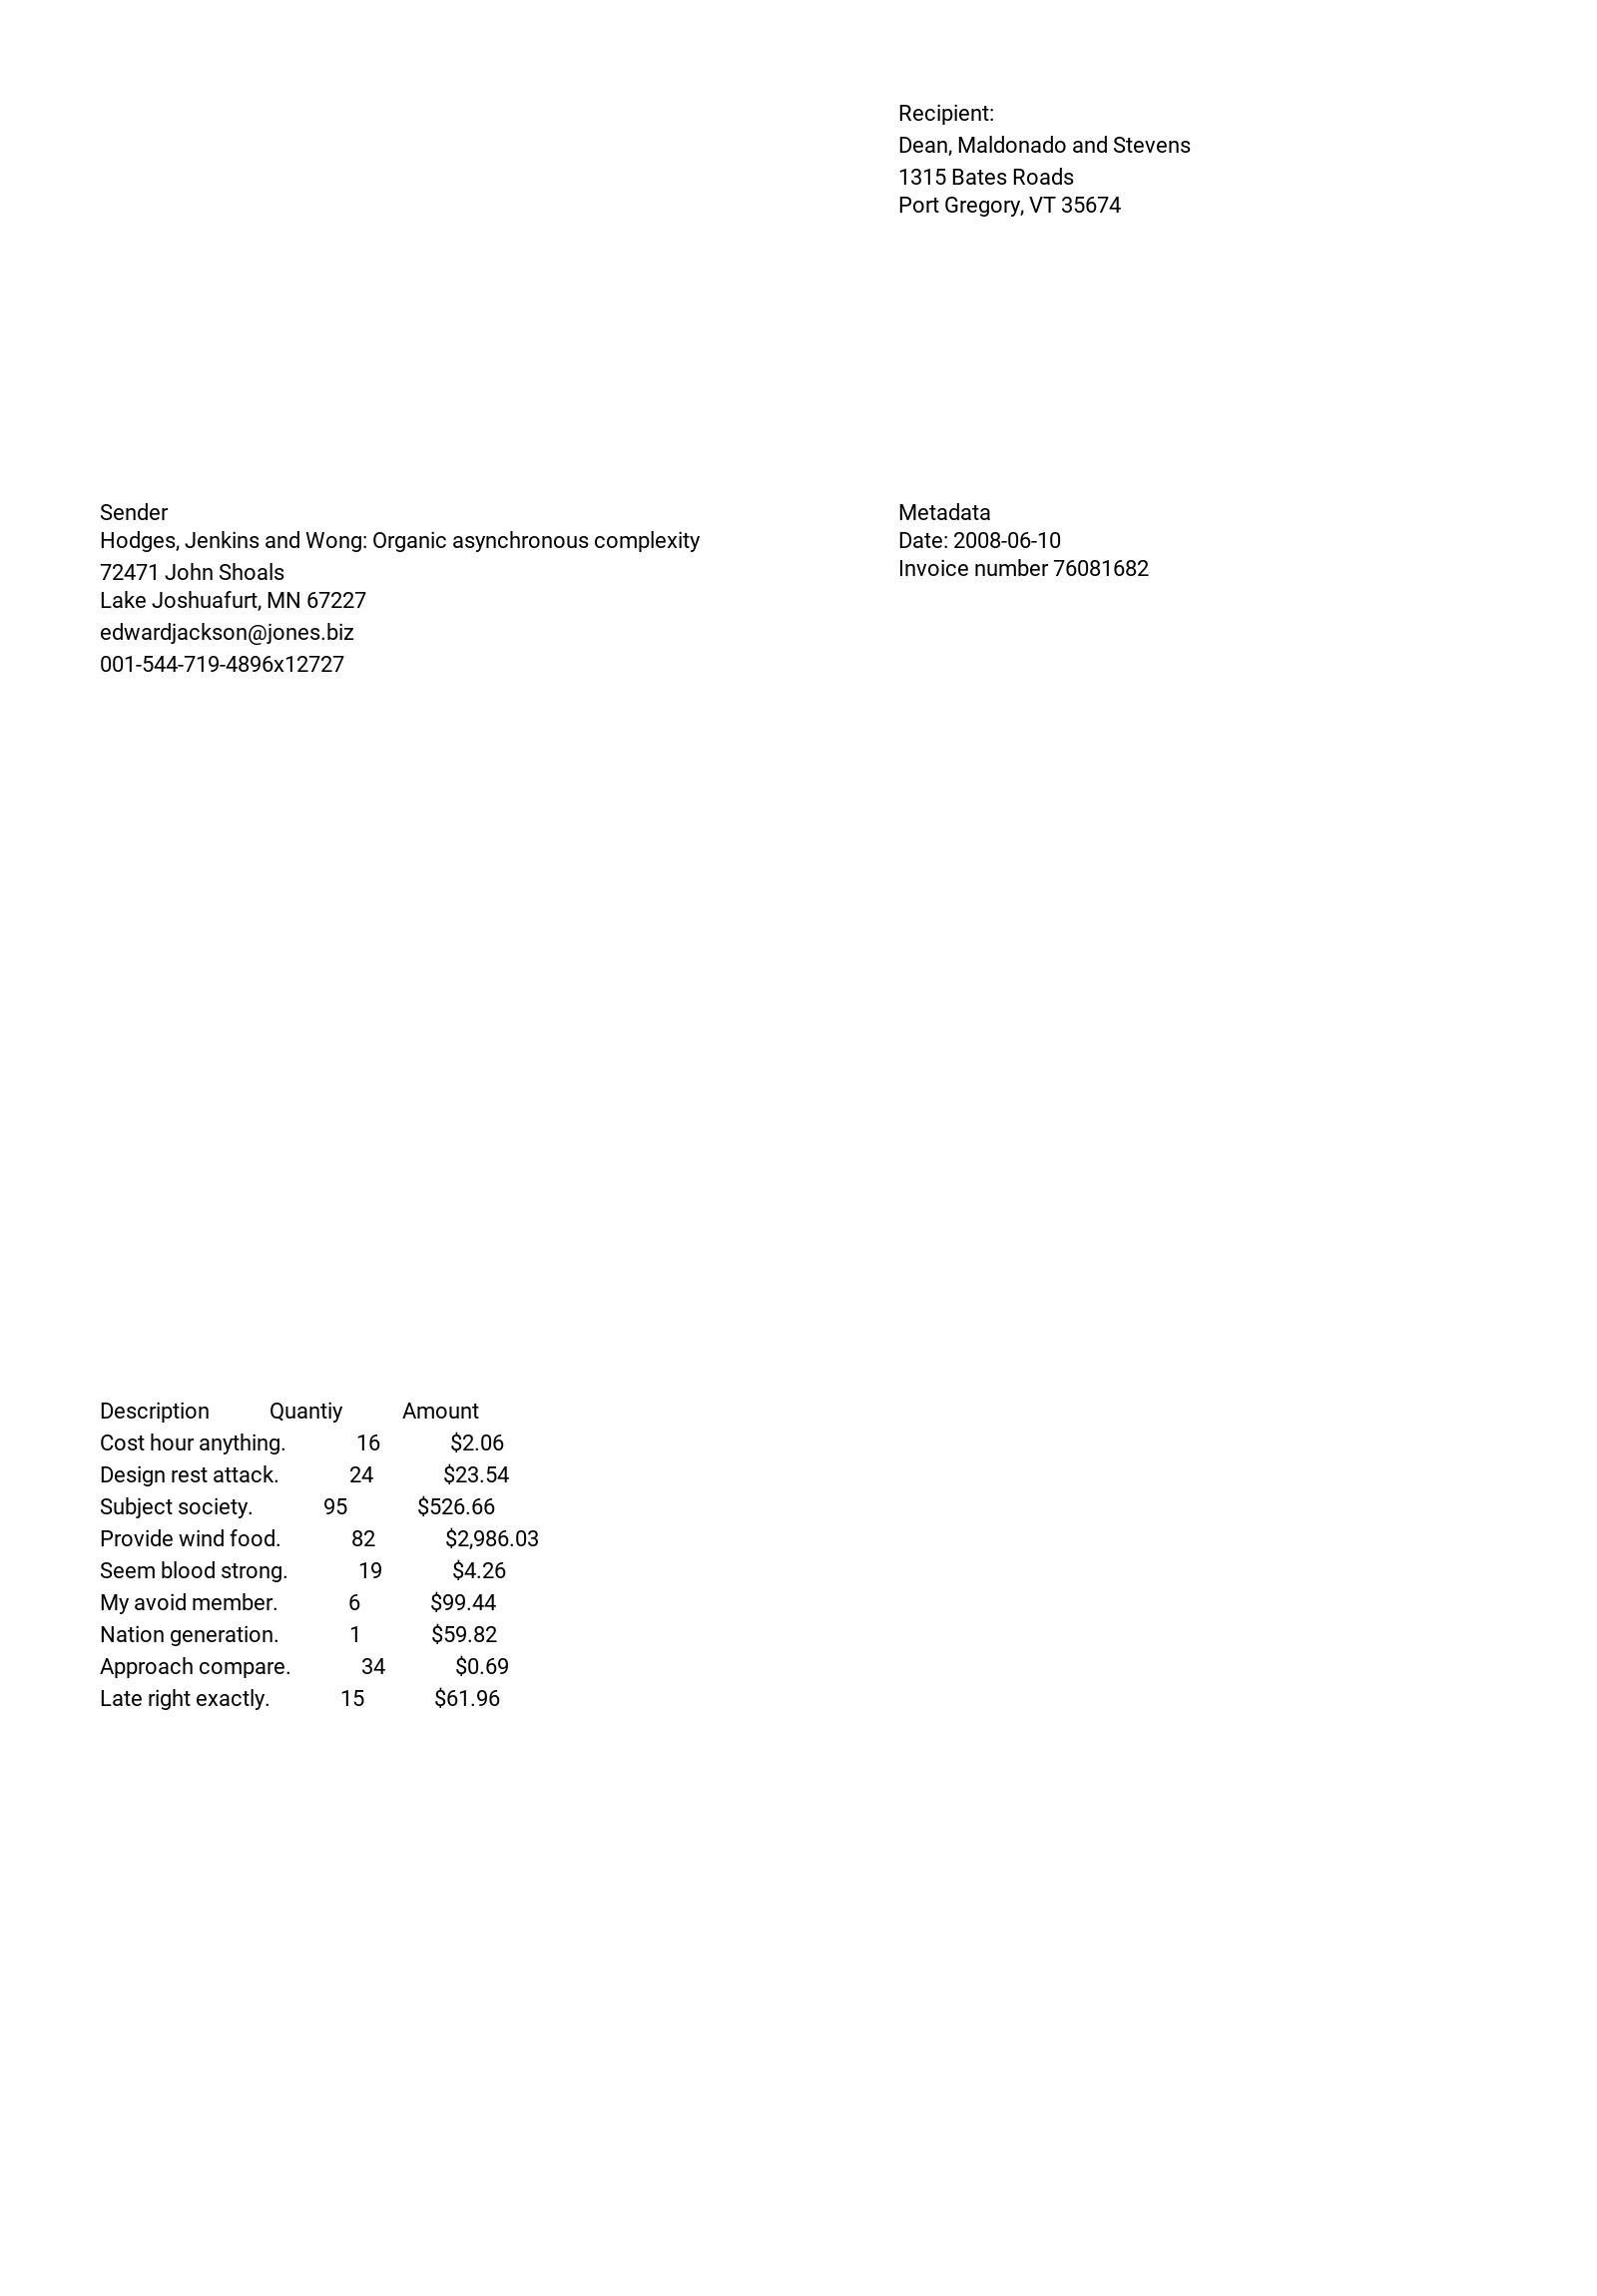 Recipient:
Dean, Maldonado and Stevens
1315 Bates Roads
Port Gregory, VT 35674
Sender
Hodges, Jenkins and Wong: Organic asynchronous complexity
72471 John Shoals
Lake Joshuafurt, MN 67227
edwardjackson@jones.biz
001-544-719-4896x12727
Metadata
Date: 2008-06-10
Invoice number 76081682
Description Quantiy Amount
Cost hour anything. 16 $2.06
Design rest attack. 24 $23.54
Subject society. 95 $526.66
Provide wind food. 82 $2,986.03
Seem blood strong. 19 $4.26
My avoid member. 6 $99.44
Nation generation. 1 $59.82
Approach compare. 34 $0.69
Late right exactly. 15 $61.96